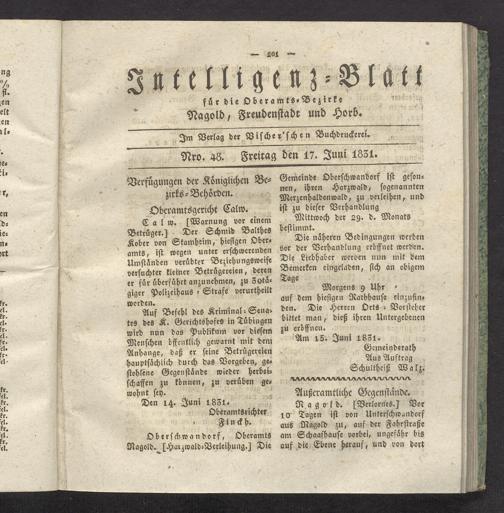 — 201 —
Intelligenz-Blatt
für die Oberamts-Bezirke
Nagold, Freudenstadt und Horb.
Im Verlag der Vischer'schen Buchdruckerei.
Nro. 48. Freitag den 17. Juni 1831.
Verfügungen der Königlichen Be-
zirks-Behörden.
Oberamtsgericht Calw.
Calw. [Warnung vor einem
Betrüger.] Der Schmid Balthes
Kober von Stamheim, hiesigen Ober-
amts, ist wegen unter erschwerenden
Umständen verübter Beziehungsweise
versuchter kleiner Betrügereien, deren
er für überführt anzunehmen, zu 30tä-
giger Polizeihaus-Strafe verurtheilt
worden.
Auf Befehl des Kriminal-Sena-
tes des K. Gerichtshofes in Tübingen
wird nun das Publikum vor diesem
Menschen öffentlich gewarnt mit dem
Anhange, daß er seine Betrügereien
hauptsächlich durch das Vorgeben, ge-
stohlene Gegenstände wieder herbei-
schaffen zu können, zu verüben ge-
wohnt sey.
Den 14. Juni 1831.
Oberamtsrichter
Finckh.
Oberschwandorf, Oberamts
Nagold. [Harzwald-Verleihung.] Die
Gemeinde Oberschwandorf ist geson-
nen, ihren Harzwald, sogenannten
Merzenhaldenwald, zu verleihen, und
ist zu dieser Verhandlung
Mittwoch der 29. d. Monats
bestimmt.
Die näheren Bedingungen werden
vor der Verhandlung eröffnet werden.
Die Liebhaber werden nun mit dem
Bemerken eingeladen, sich an obigem
Tage
Morgens 9 Uhr
auf dem hiesigen Rathhause einzufin-
den. Die Herren Orts-Vorsteher
bittet man, dieß ihren Untergebenen
zu eröffnen.
Am 15. Juni 1831.
Gemeinderath
Aus Auftrag
Schultheiß Walz.
Außeramtliche Gegenstände.
Nagold. [Verlornes.] Vor
10 Tagen ist von Unterschwandorf
aus Nagold zu, auf der Fahrstraße
am Schaafhause vorbei, ungefähr bis
auf die Ebene herauf, und von dort